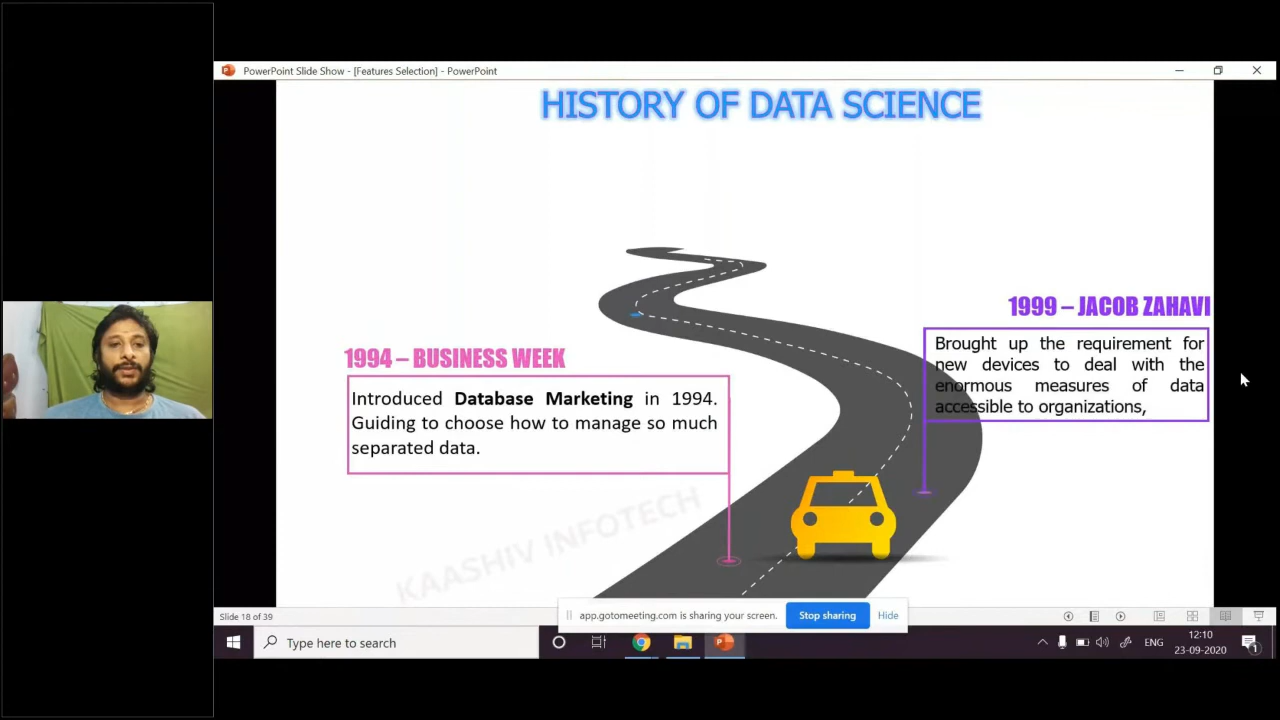 PowerPoint Slide Show - [Features Selection] - PowerPoint
HISTORY OF DATA SCIENCE
1999 – JACOB ZAHAVI
Brought up the requirement for
new devices to deal with the
enormous measures of data
accessible to organizations,
1994 – BUSINESS WEEK
Introduced Database Marketing in 1994.
Guiding to choose how to manage so much
separated data.
KAASHIV INFOTECH
Slide 18 of 39
app.gotomeeting.com is sharing your screen.
Stop sharing
Hide
Type here to search
ENG
12:10
23-09-2020
1